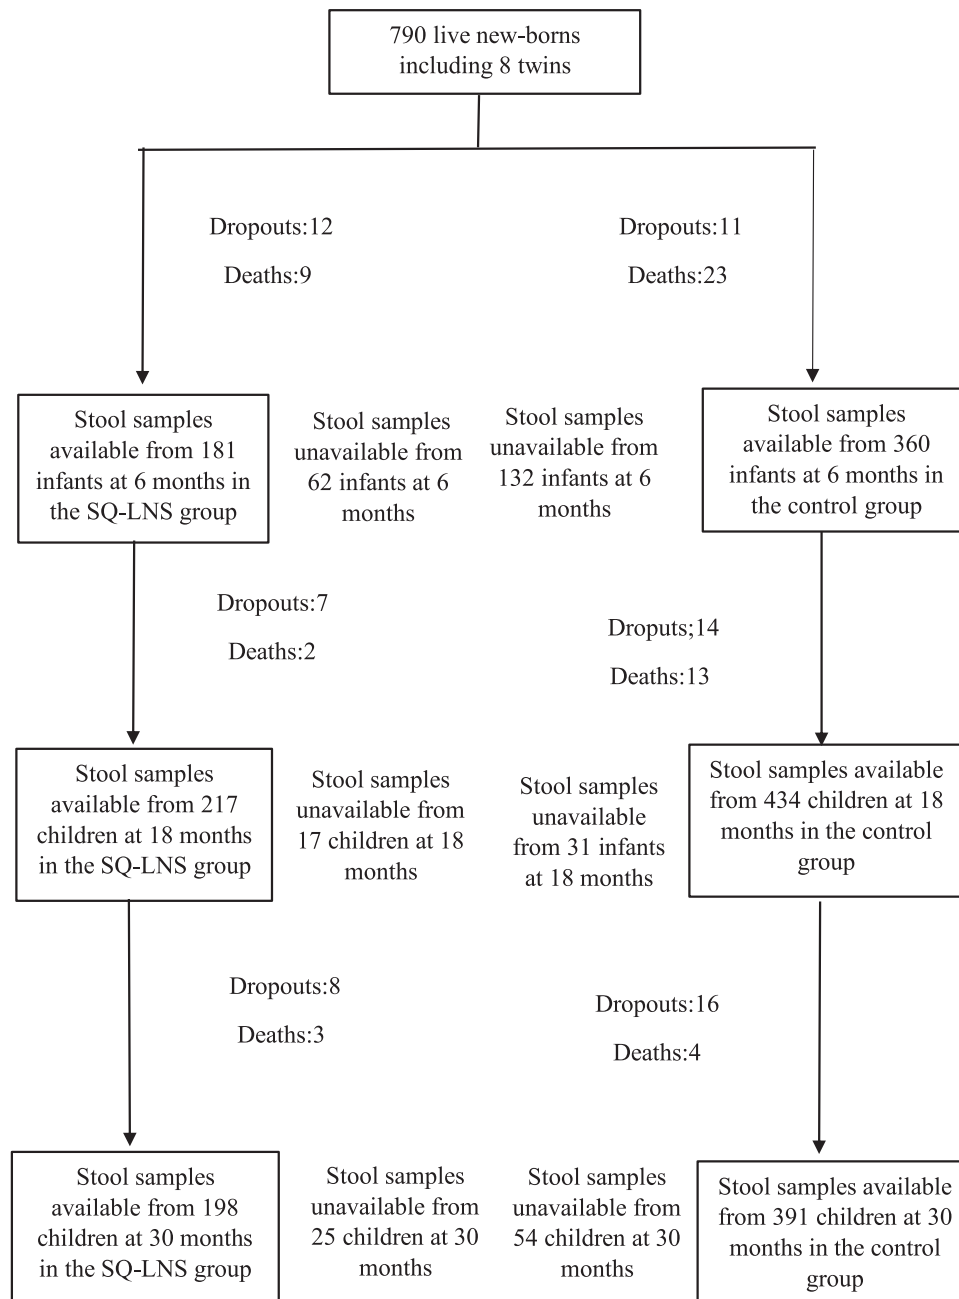 790 live new-borns
including 8 twins
Dropouts:12
Deaths:9
Dropouts:11
Deaths:23
Stool samples
available from 181
infants at 6 months in
the SQ-LNS group
Stool samples
unavailable from
62 infants at 6
months
Stool samples
unavailable from
132 infants at 6
months
Stool samples
available from 360
infants at 6 months in
the control group
Dropouts:7
Deaths:2
Droputs;14
Deaths:13
Stool samples
available from 217
children at 18 months
in the SQ-LNS group
Stool samples
unavailable from
17 children at 18
months
Stool samples
unavailable
from 31 infants
at 18 months
Stool samples available
from 434 children at 18
months in the control
group
Dropouts:8
Deaths:3
Dropouts:16
Deaths:4
Stool samples
available from 198
children at 30 months
in the SQ-LNS group
Stool samples
unavailable from
25 children at 30
months
Stool samples
unavailable from
54 children at 30
months
Stool samples available
from 391 children at 30
months in the control
group